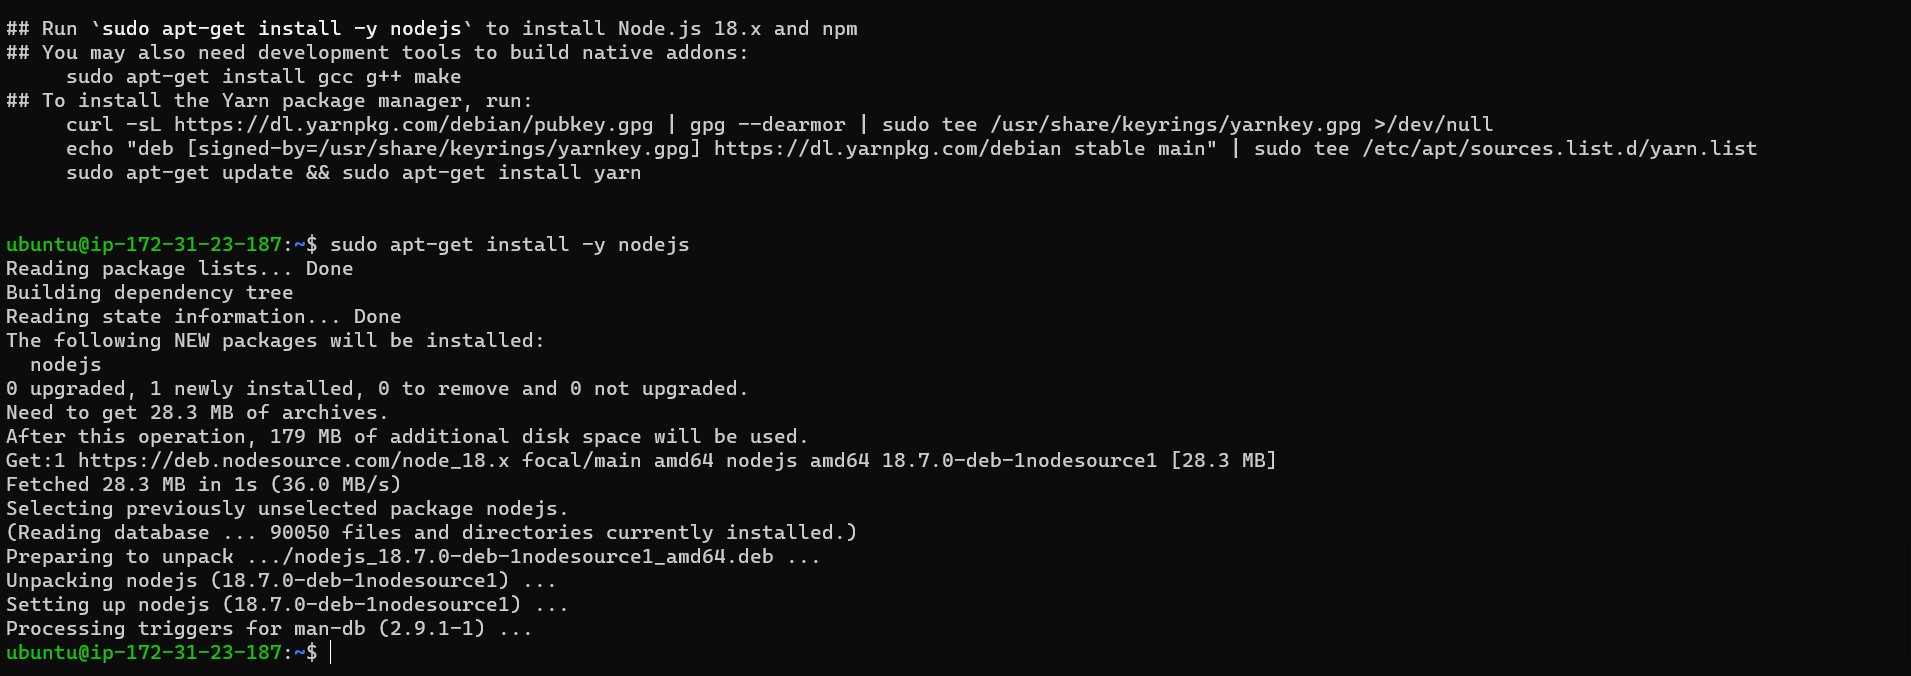 ## Run `sudo apt-get install -y nodejs` to install Node.js 18.x and npm
## You may also need development tools to build native addons:
     sudo apt-get install gcc g++ make
## To install the Yarn package manager, run:
     curl -sL https://dl.yarnpkg.com/debian/pubkey.gpg | gpg --dearmor | sudo tee /usr/share/keyrings/yarnkey.gpg >/dev/null
     echo "deb [signed-by=/usr/share/keyrings/yarnkey.gpg] https://dl.yarnpkg.com/debian stable main" | sudo tee /etc/apt/sources.list.d/yarn.list
     sudo apt-get update && sudo apt-get install yarn
ubuntu@ip-172-31-23-187:~$ sudo apt-get install -y nodejs
Reading package lists... Done
Building dependency tree
Reading state information... Done
The following NEW packages will be installed:
  nodejs
0 upgraded, 1 newly installed, 0 to remove and 0 not upgraded.
Need to get 28.3 MB of archives.
After this operation, 179 MB of additional disk space will be used.
Get:1 https://deb.nodesource.com/node_18.x focal/main amd64 nodejs amd64 18.7.0-deb-1nodesource1 [28.3 MB]
Fetched 28.3 MB in 1s (36.0 MB/s)
Selecting previously unselected package nodejs.
(Reading database ... 90050 files and directories currently installed.)
Preparing to unpack .../nodejs_18.7.0-deb-1nodesource1_amd64.deb ...
Unpacking nodejs (18.7.0-deb-1nodesource1) ...
Setting up nodejs (18.7.0-deb-1nodesource1) ...
Processing triggers for man-db (2.9.1-1) ...
ubuntu@ip-172-31-23-187:~$